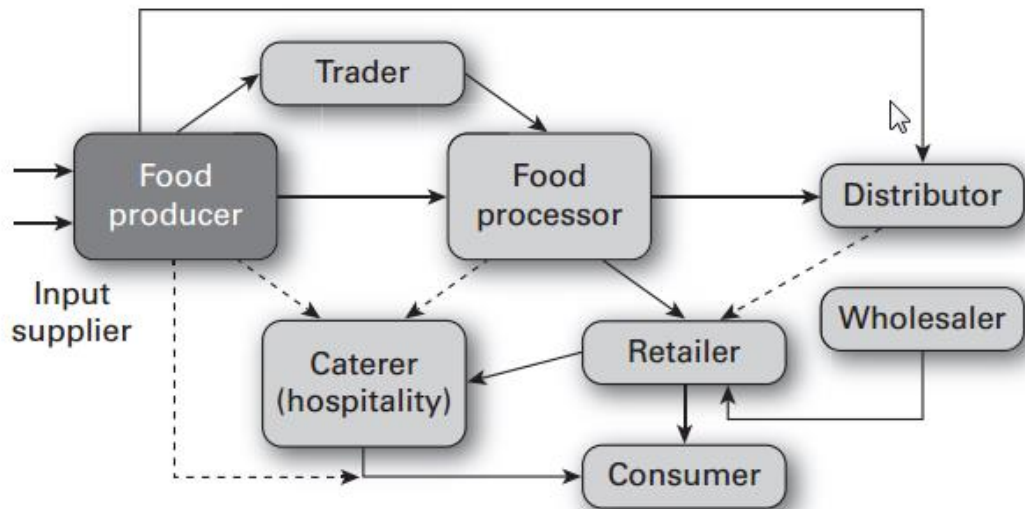 Trader
Food
producer
Food
processor
Distributor
Input
supplier
Caterer
(hospitality)
Retailer
Wholesaler
Consumer